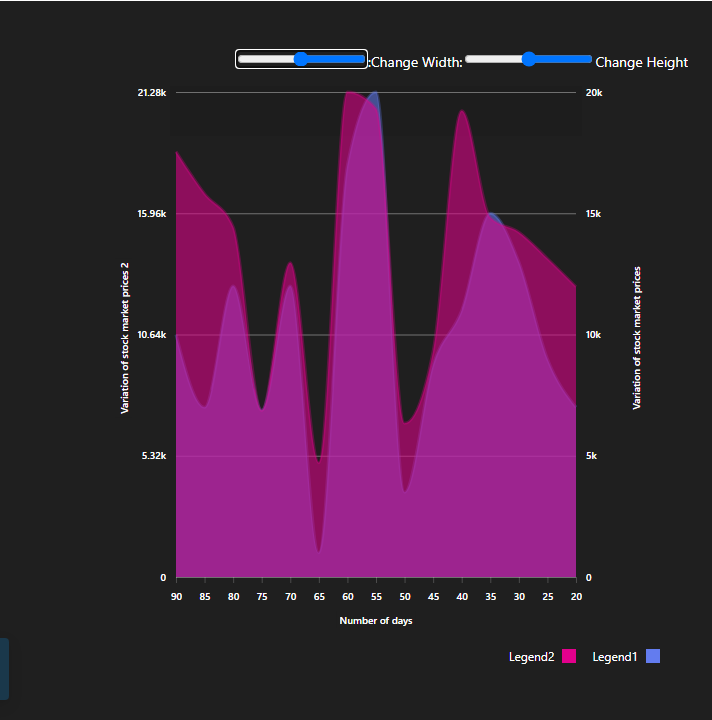 :Change Width: Change Height
21.28k 20k
15.96k 15k
10.64k 10k
5.32k 5k
0 0
Variation of stock market prices 2
Variation of stock market prices
90 85 80 75 70 65 60 55 50 45 40 35 30 25 20
Number of days
Legend2 Legend1